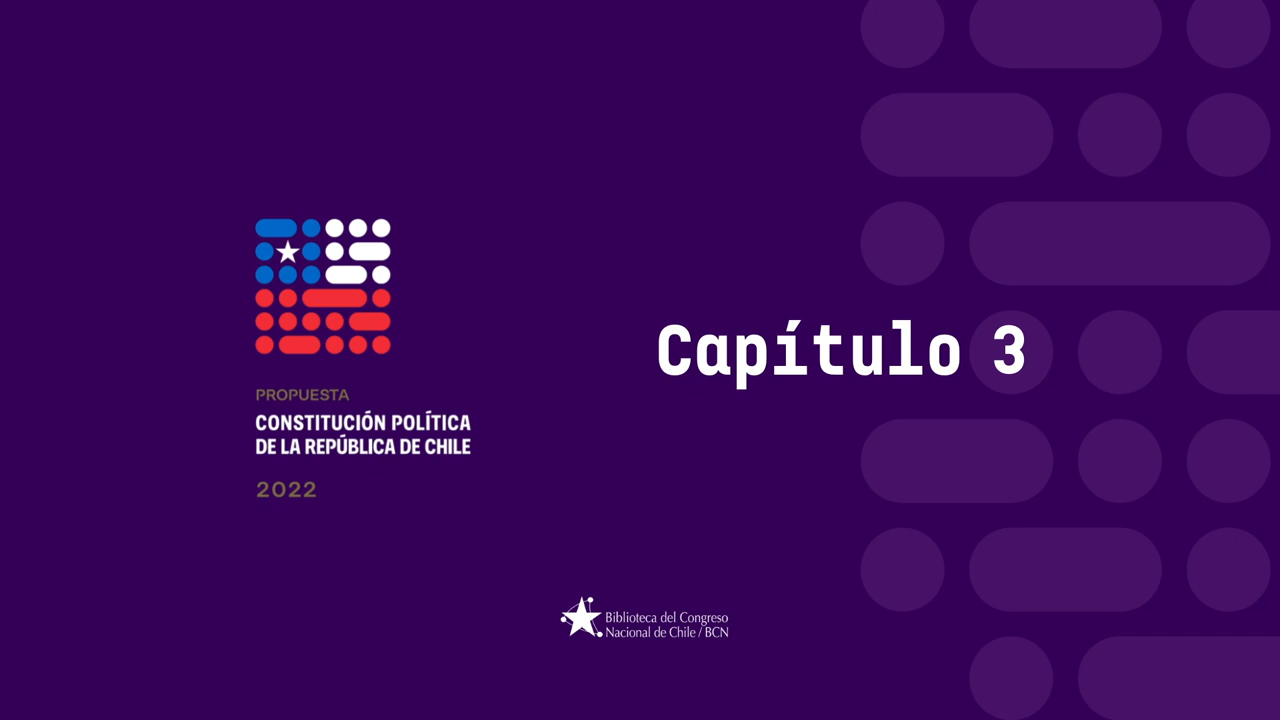 PROPUESTA
CONSTITUCIÓN POLÍTICA
DE LA REPÚBLICA DE CHILE
2022
Capítulo 3
Biblioteca del Congreso
Nacional de Chile / BCN